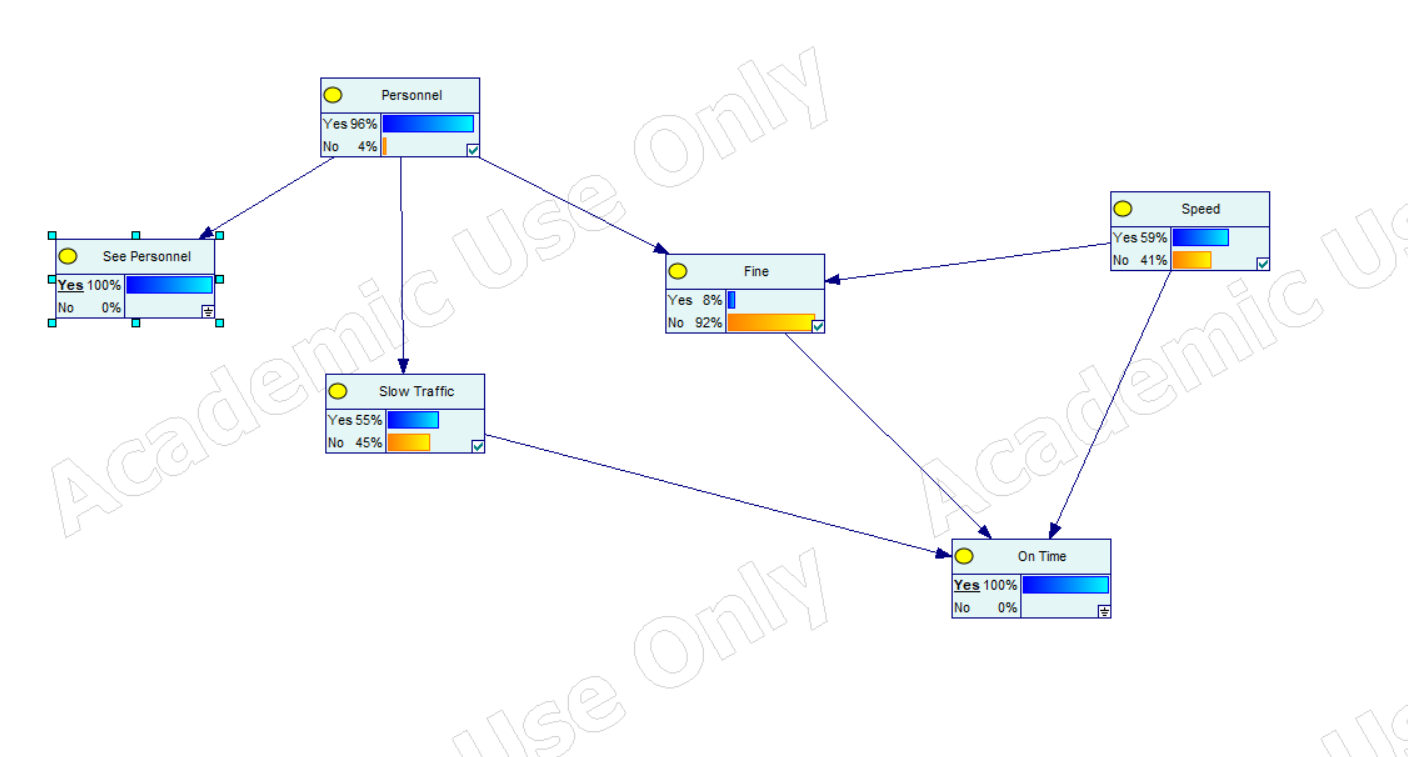 Personnel
Yes 96%
No 4%
Speed
Yes 59%
No 41%
See Personnel
Yes 100%
No 0%
Fine
Yes 8%
No 92%
Slow Traffic
Yes 55%
No 45%
On Time
Yes 100%
No 0%
Academic Use Only
Academic Use
Use Only
Use